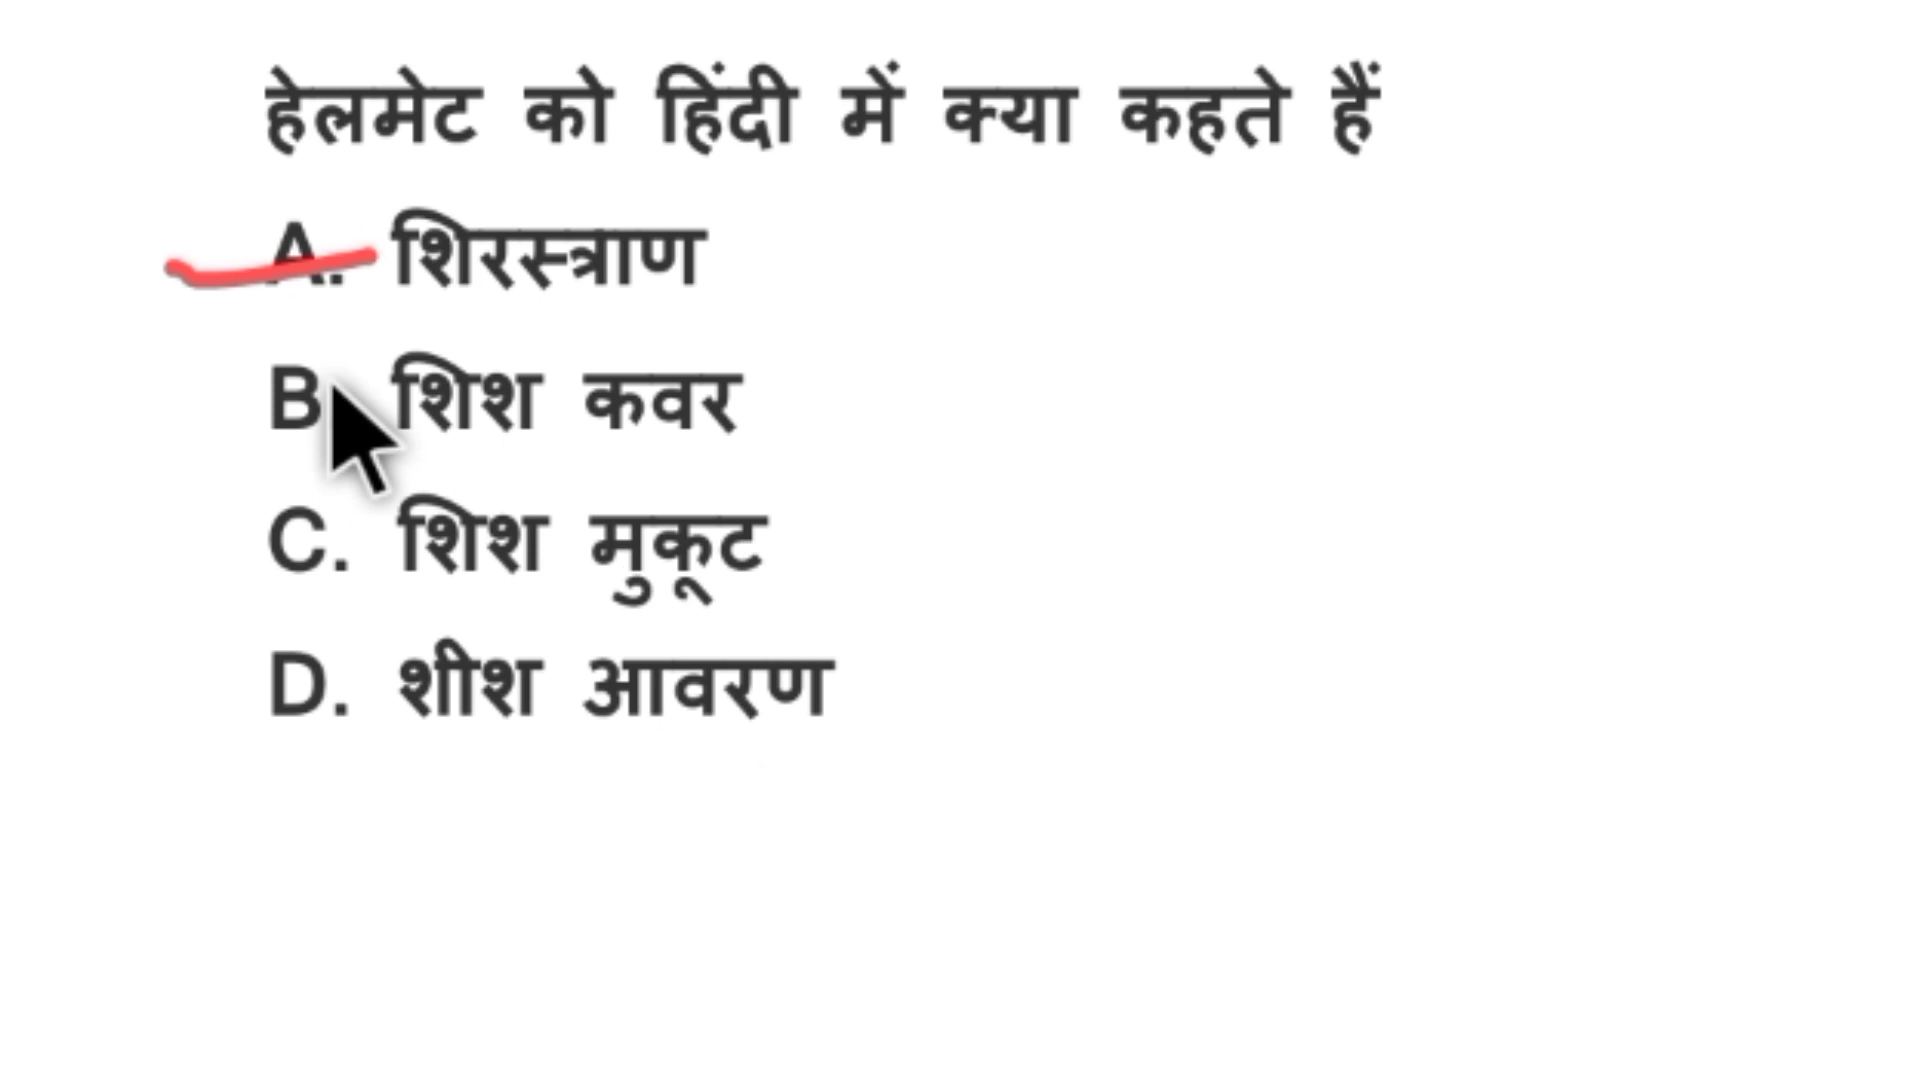 हेलमेट को हिंदी में क्या कहते हैं
A. शिरस्त्राण
B. शिश कवर
C. शिश मुकूट
D. शीश आवरण